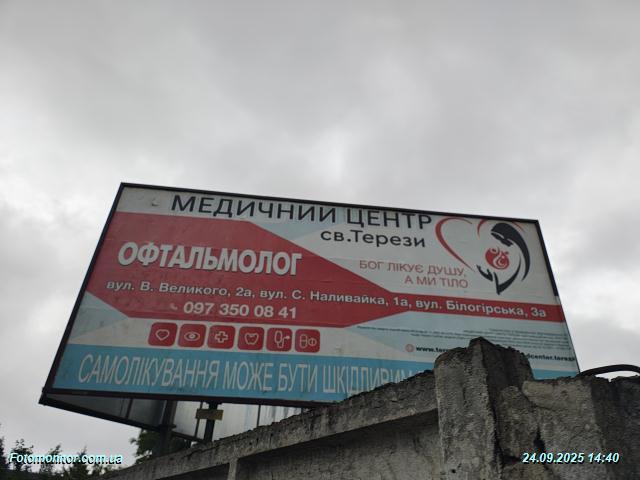 МЕДИЧНИЙ ЦЕНТР
св.Терези
ОФТАЛЬМОЛОГ
БОГ ЛІКУЄ ДУШУ,
А МИ ТІЛО
вул. В. Великого, 2а, вул. С. Наливайка, 1а, вул. Білогірська, 3а
097 350 08 41
САМОЛІКУВАННЯ МОЖЕ БУТИ
Fotomonitor.com.ua
24.09.2025 14:40